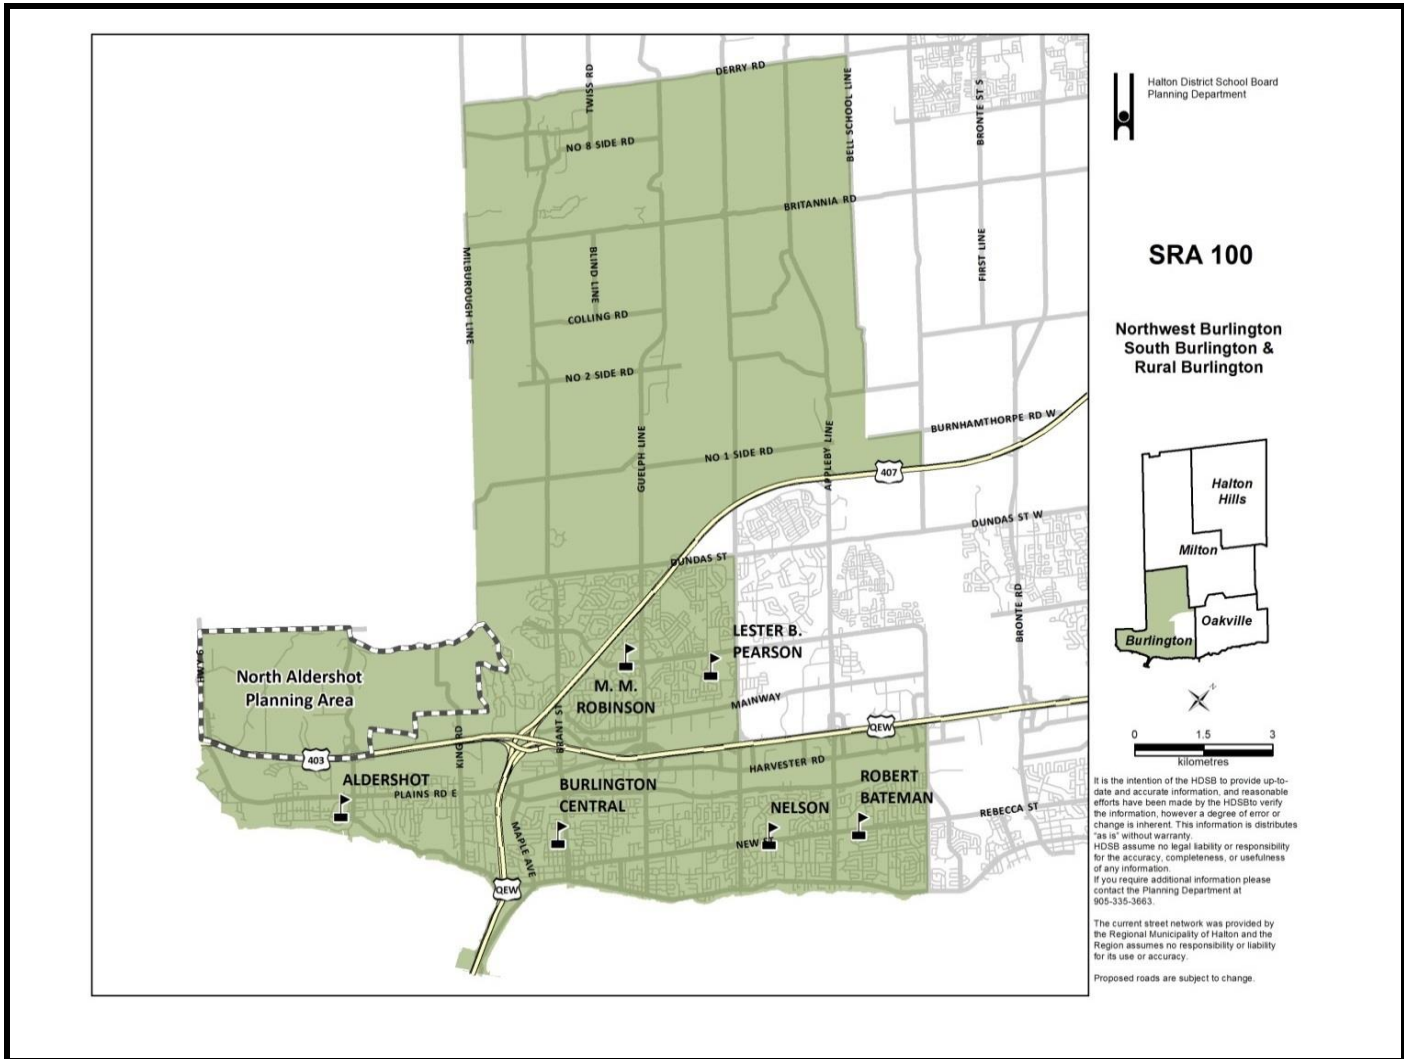 Halton District School Board
Planning Department
SRA 100
Northwest Burlington
South Burlington &
Rural Burlington
DERRY RD
TWISS RD
NO 8 SIDE RD
BELL SCHOOL LINE
BRONTE ST S
BRITANNIA RD
MILBOROUGH LINE
BLIND LINE
FIRST LINE
COLLING RD
NO 2 SIDE RD
BURNHAMTHORPE RD W
GUELPH LINE
NO 1 SIDE RD
APPLEBY LINE
407
DUNDAS ST W
DUNDAS ST
BRONTE RD
LESTER B.
PEARSON
North Aldershot
Planning Area
M. M.
ROBINSON
MAINWAY
BRANT ST
KING RD
QEW
403
HARVESTER RD
ALDERSHOT
PLAINS RD E
BURLINGTON
CENTRAL
NELSON
ROBERT
BATEMAN
REBECCA ST
MAPLE AVE
NEW ST
QEW
Halton
Hills
Milton
Oakville
Burlington
N
0 1.5 3
kilometres
It is the intention of the HDSB to provide up-to-
date and accurate information, and reasonable
efforts have been made by the HDSBto verify
the information, however a degree of error or
change is inherent. This information is distributes
"as is" without warranty.
HDSB assume no legal liability or responsibility
for the accuracy, completeness, or usefulness
of any information.
If you require additional information please
contact the Planning Department at
905-335-3663.
The current street network was provided by
the Regional Municipality of Halton and the
Region assumes no responsibility or liability
for its use or accuracy.
Proposed roads are subject to change.